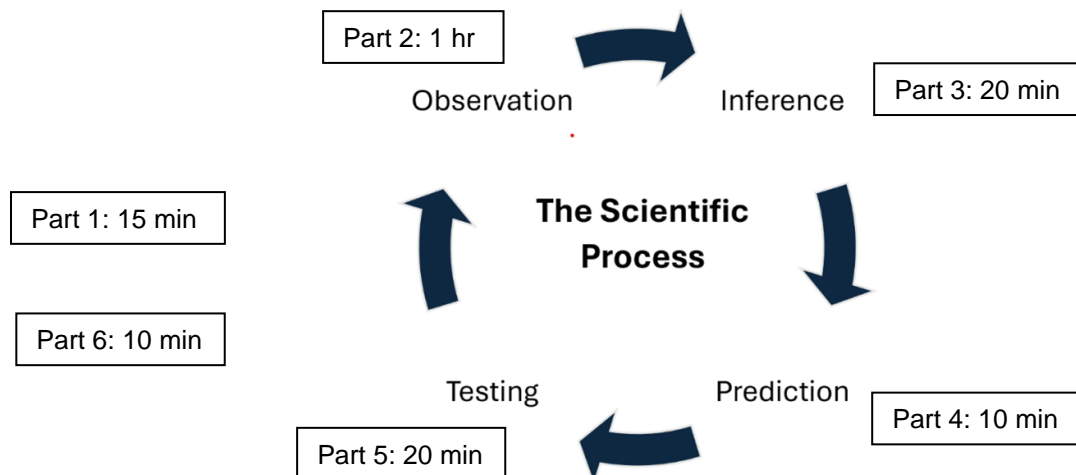 Part 2: 1 hr
Observation
Inference
Part 3: 20 min
Part 1: 15 min
The Scientific
Process
Part 6: 10 min
Testing
Prediction
Part 5: 20 min
Part 4: 10 min